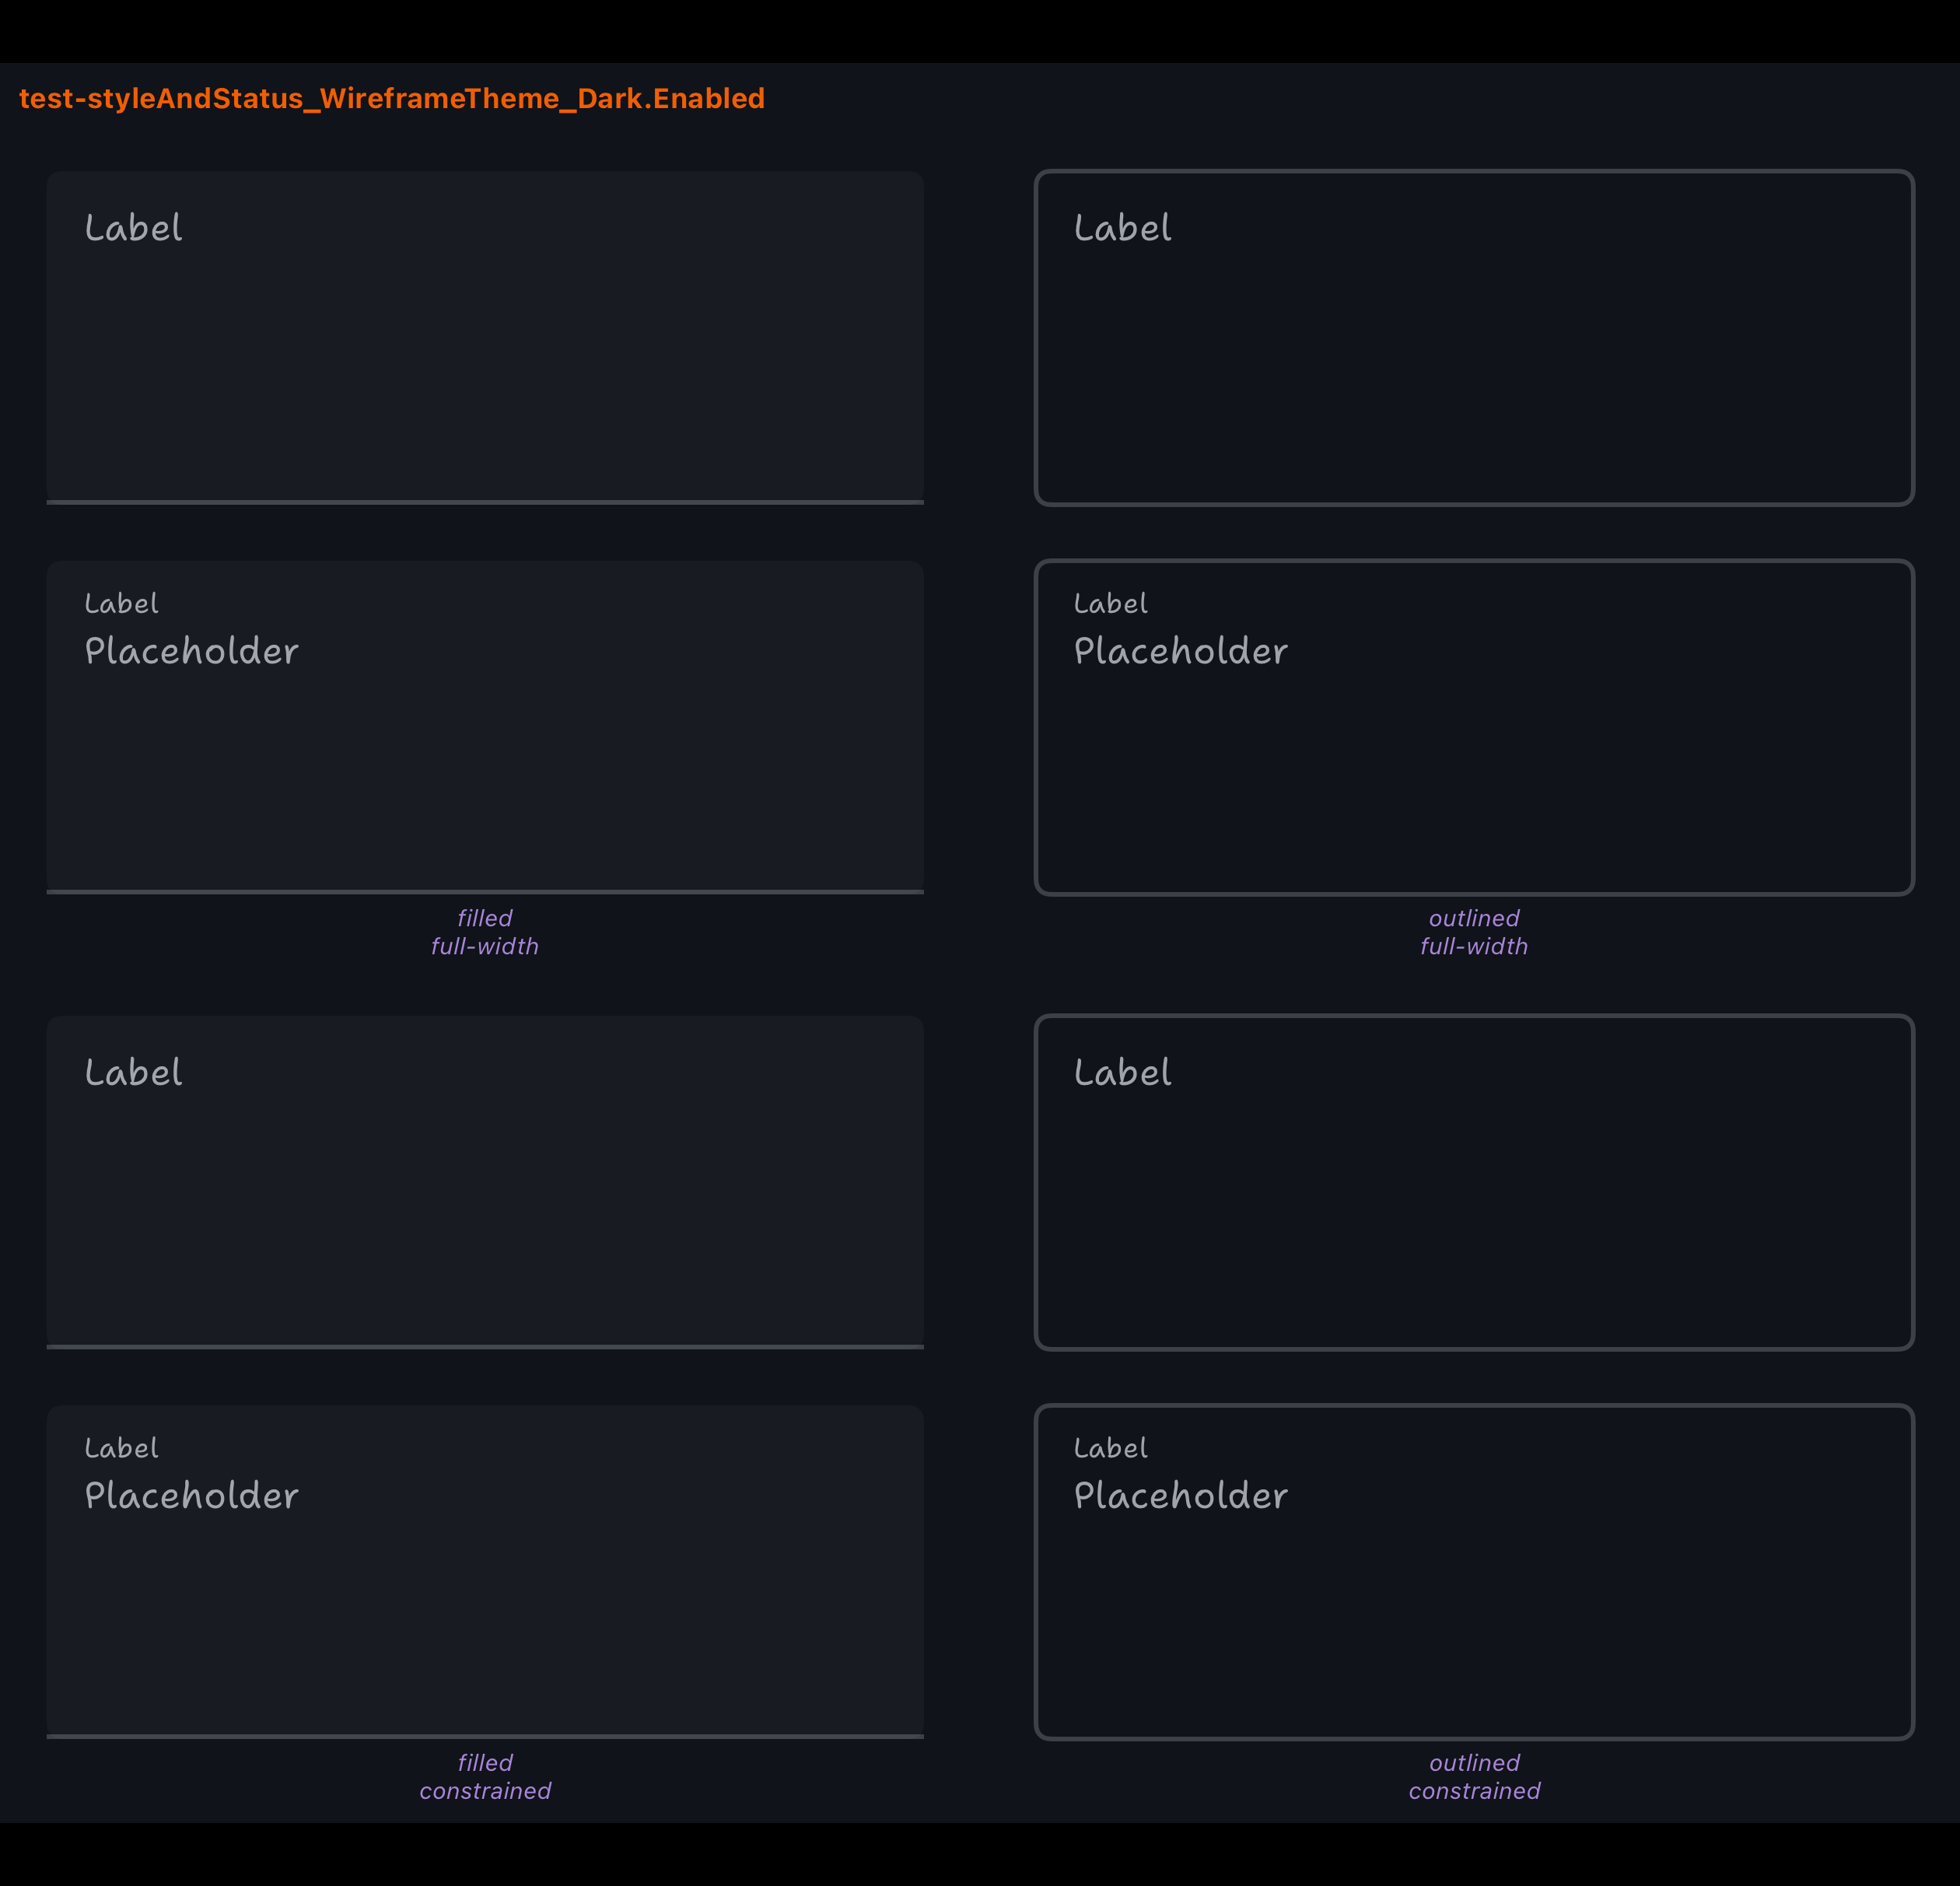 test-styleAndStatus_WireframeTheme_Dark.Enabled
Label
Label
Label
Placeholder
Label
Placeholder
filled
full-width
outlined
full-width
Label
Label
Label
Placeholder
Label
Placeholder
filled
constrained
outlined
constrained